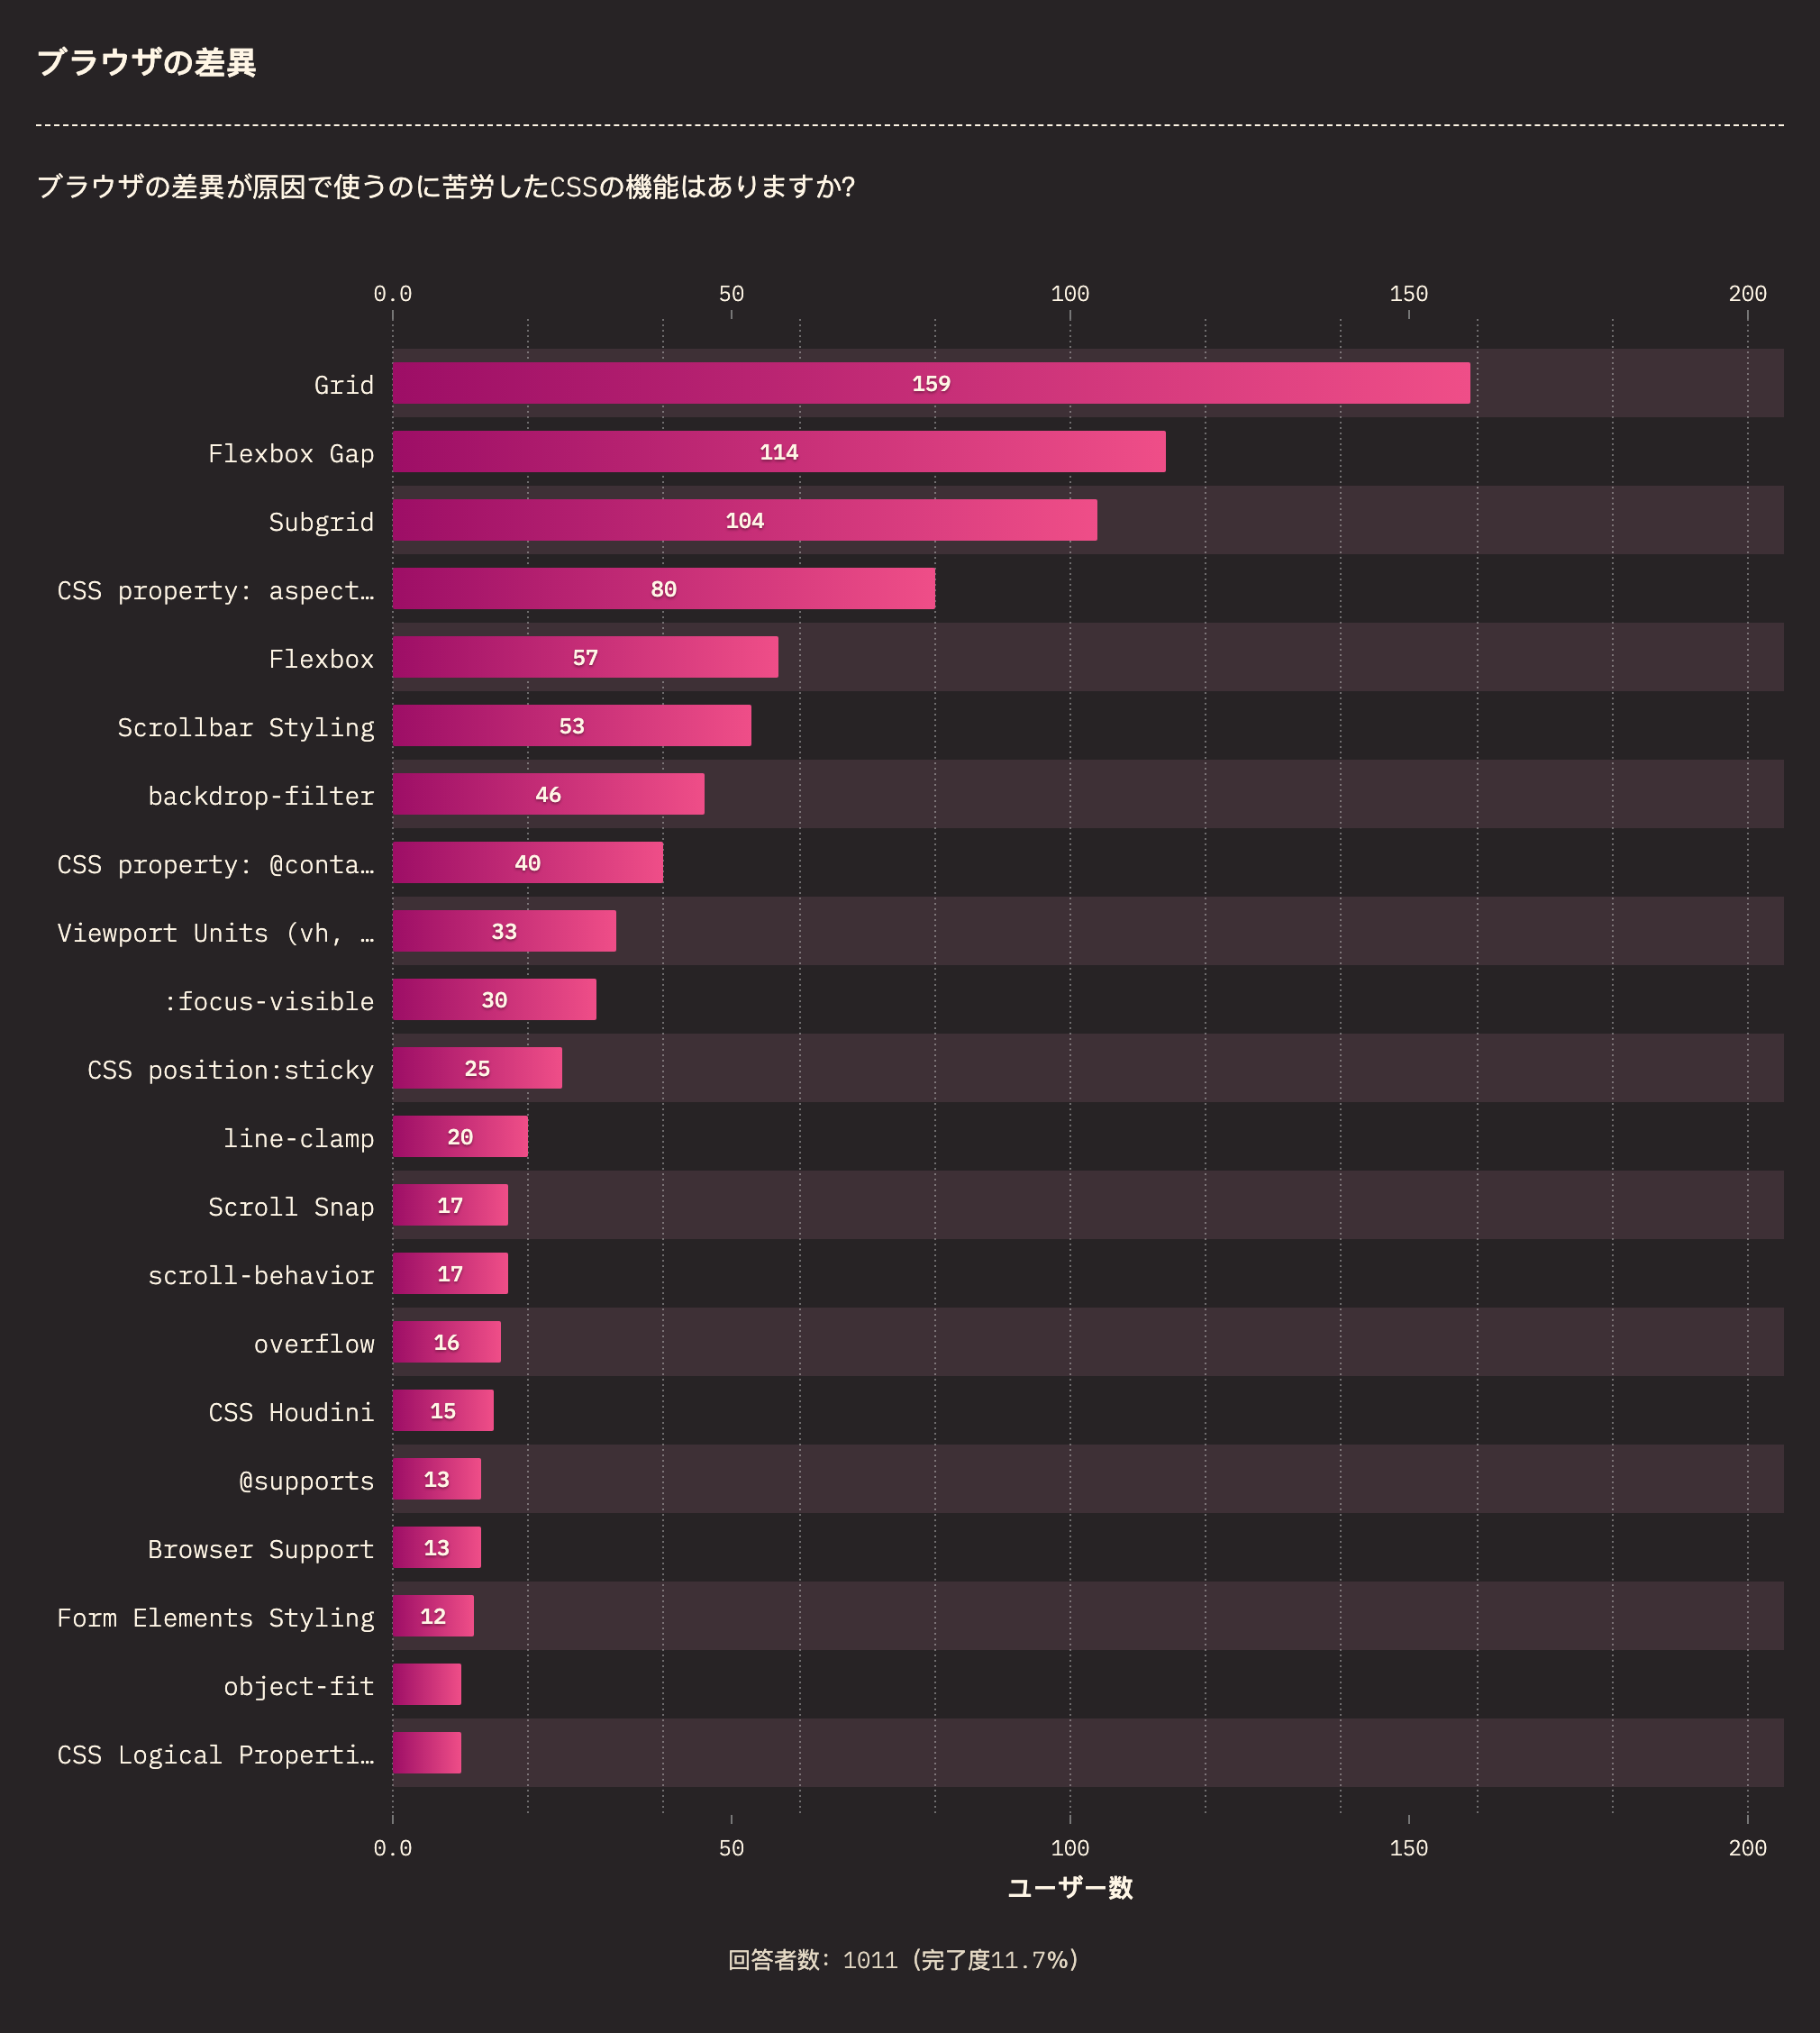 ブラウザの差異
ブラウザの差異が原因で使うのに苦労したCSSの機能はありますか?
0.0 50 100 150 200
Grid 159
Flexbox Gap 114
Subgrid 104
CSS property: aspect… 80
Flexbox 57
Scrollbar Styling 53
backdrop-filter 46
CSS property: @conta… 40
Viewport Units (vh, … 33
:focus-visible 30
CSS position:sticky 25
line-clamp 20
Scroll Snap 17
scroll-behavior 17
overflow 16
CSS Houdini 15
@supports 13
Browser Support 13
Form Elements Styling 12
object-fit
CSS Logical Properti…
0.0 50 100 150 200
ユーザー数
回答者数: 1011 (完了度11.7%)